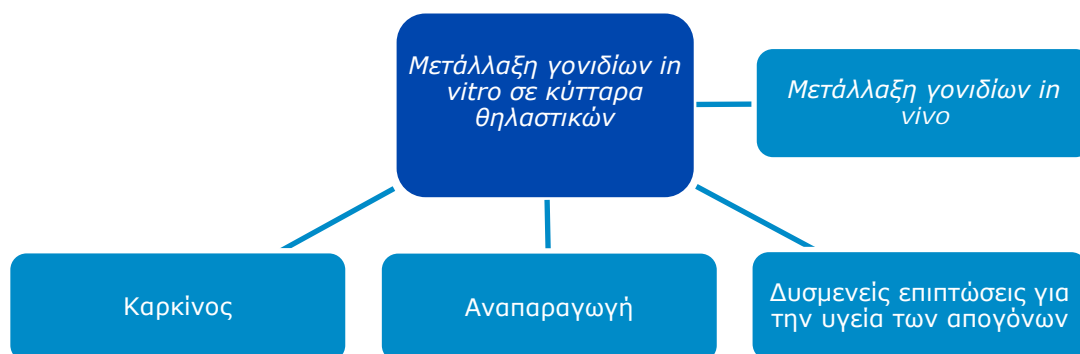 Μετάλλαξη γονιδίων in
vitro σε κύτταρα
θηλαστικών
Μετάλλαξη γονιδίων in
vivo
Καρκίνος
Αναπαραγωγή
Δυσμενείς επιπτώσεις για
την υγεία των απογόνων